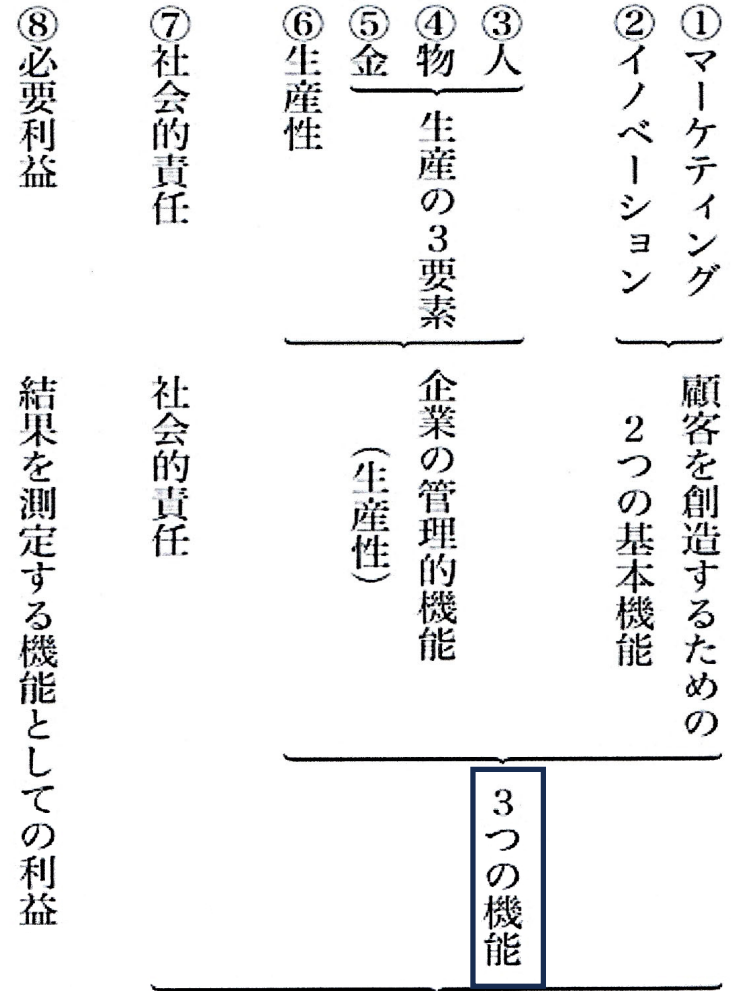 ①マーケティング
②イノベーション
顧客を創造するための
2つの基本機能
③人
④物
⑤金
生産の3要素
⑥生産性
企業の管理的機能
(生産性)
3つの機能
⑦社会的責任
社会的責任
⑧必要利益
結果を測定する機能としての利益